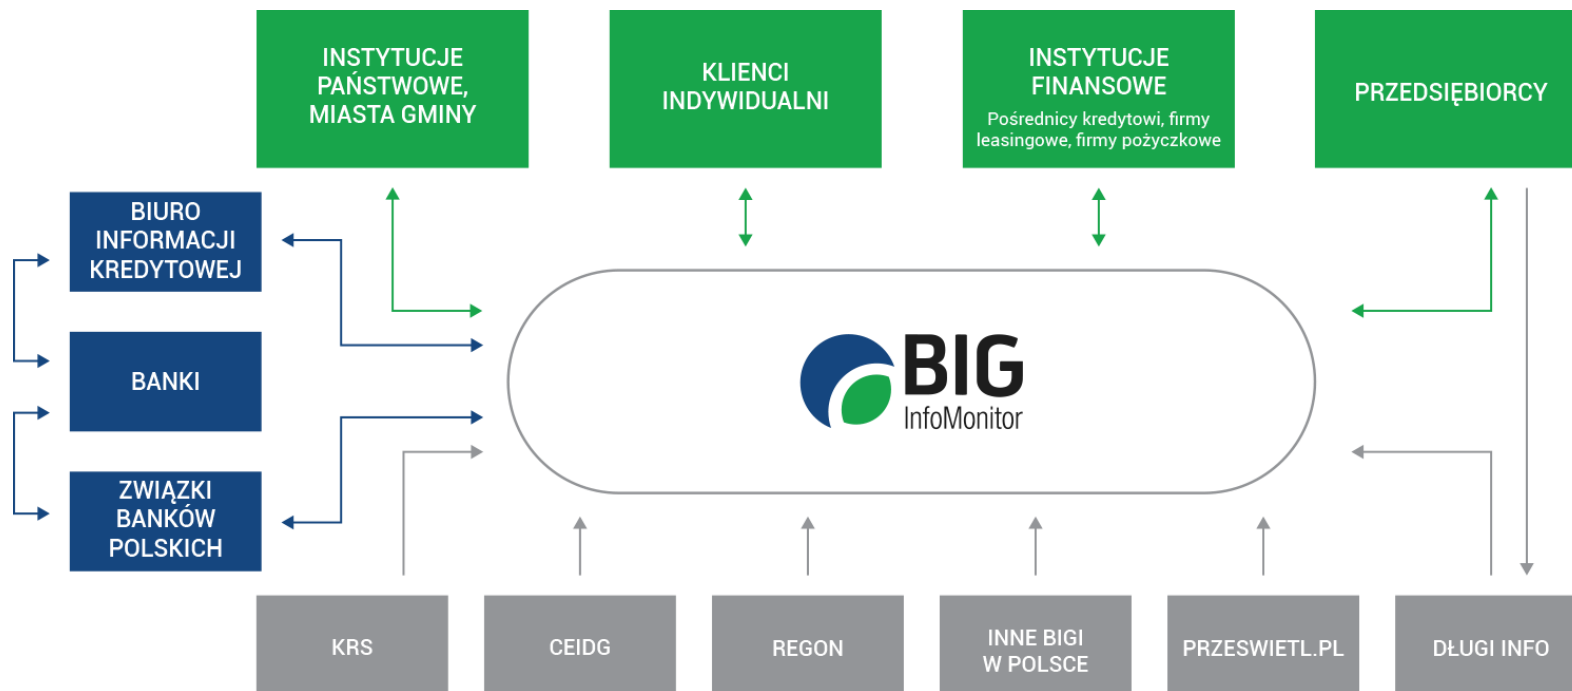 INSTYTUCJE
PAŃSTWOWE,
MIASTA GMINY
KLIENCI
INDYWIDUALNI
INSTYTUCJE
FINANSOWE
Pośrednicy kredytowi, firmy
leasingowe, firmy pożyczkowe
PRZEDSIĘBIORCY
BIURO
INFORMACJI
KREDYTOWEJ
BANKI
ZWIĄZKI
BANKÓW
POLSKICH
BIG
InfoMonitor
KRS
CEIDG
REGON
INNE BIGI
W POLSCE
PRZESWIETL.PL
DŁUGI INFO